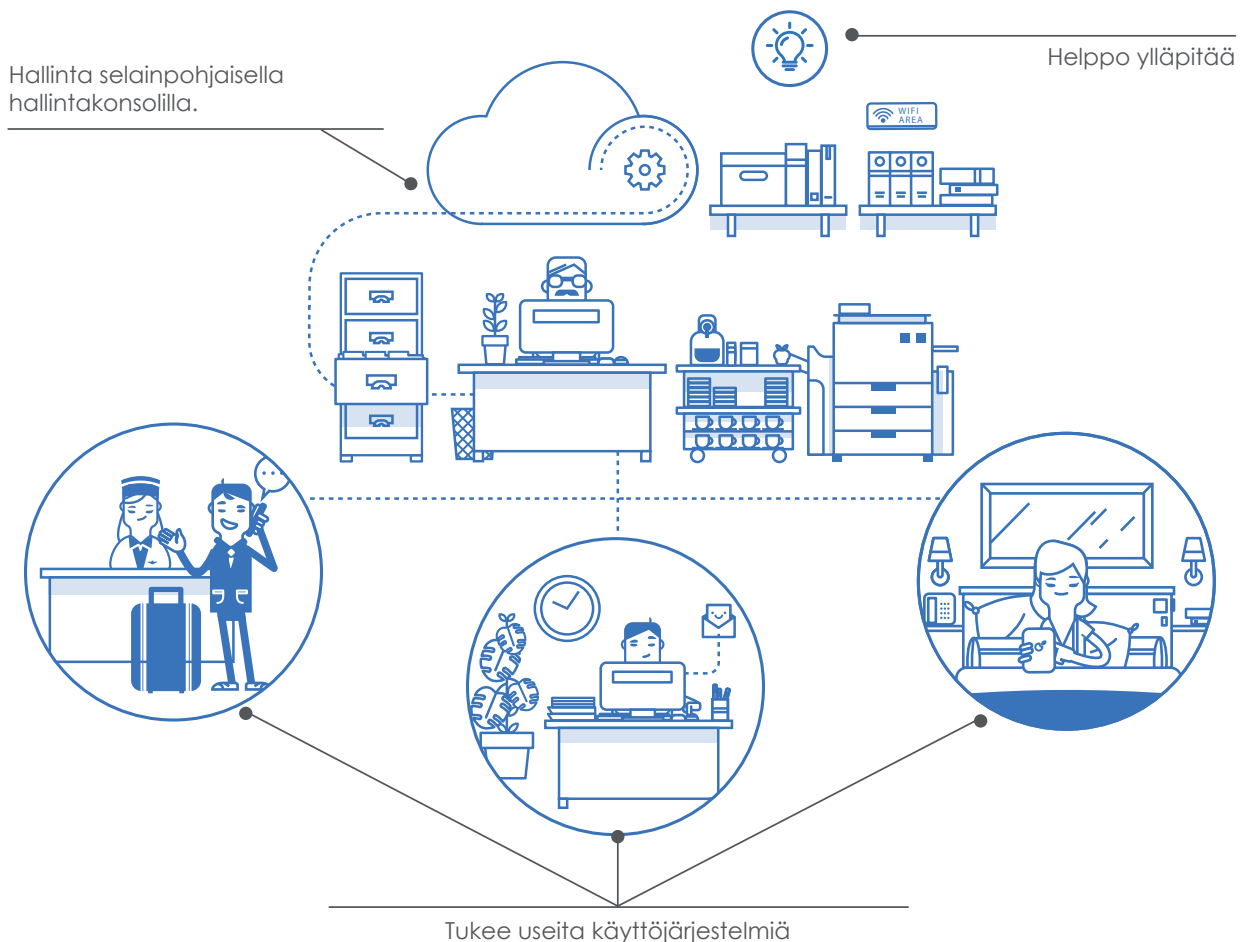 Helppo ylläpitää
Hallinta selainpohjaisella
hallintakonsolilla.
WIFI
AREA
Tukee useita käyttöjärjestelmiä